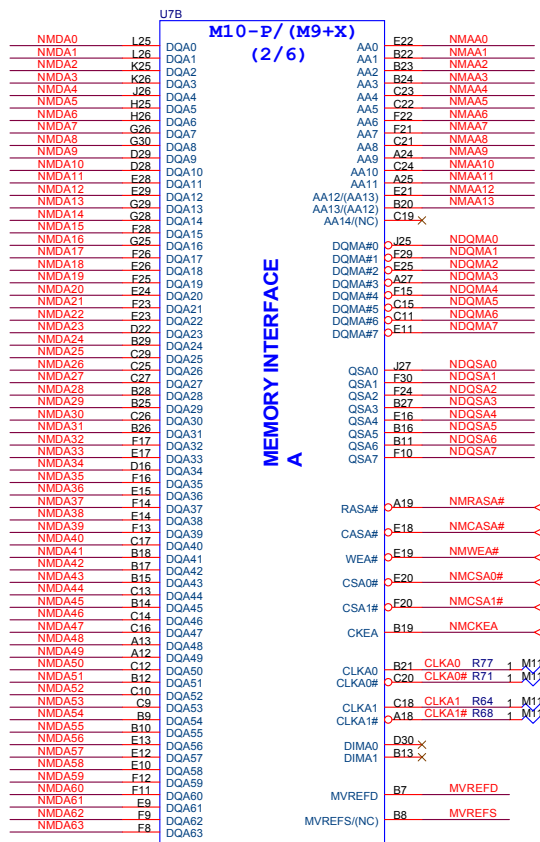 U7B
M10-P/(M9+X)
(2/6)
NMDA0 L25 DQA0
NMDA1 L26 DQA1
NMDA2 K25 DQA2
NMDA3 K26 DQA3
NMDA4 J26 DQA4
NMDA5 H25 DQA5
NMDA6 H26 DQA6
NMDA7 G26 DQA7
NMDA8 G30 DQA8
NMDA9 D29 DQA9
NMDA10 D28 DQA10
NMDA11 E28 DQA11
NMDA12 E29 DQA12
NMDA13 G29 DQA13
NMDA14 G28 DQA14
NMDA15 F28 DQA15
NMDA16 G25 DQA16
NMDA17 F26 DQA17
NMDA18 E26 DQA18
NMDA19 F25 DQA19
NMDA20 E24 DQA20
NMDA21 F23 DQA21
NMDA22 E23 DQA22
NMDA23 D22 DQA23
NMDA24 B29 DQA24
NMDA25 C29 DQA25
NMDA26 C25 DQA26
NMDA27 C27 DQA27
NMDA28 B28 DQA28
NMDA29 B25 DQA29
NMDA30 C26 DQA30
NMDA31 B26 DQA31
NMDA32 F17 DQA32
NMDA33 E17 DQA33
NMDA34 D16 DQA34
NMDA35 F16 DQA35
NMDA36 E15 DQA36
NMDA37 F14 DQA37
NMDA38 E14 DQA38
NMDA39 F13 DQA39
NMDA40 C17 DQA40
NMDA41 B18 DQA41
NMDA42 B17 DQA42
NMDA43 B15 DQA43
NMDA44 C13 DQA44
NMDA45 B14 DQA45
NMDA46 C14 DQA46
NMDA47 C16 DQA47
NMDA48 A13 DQA48
NMDA49 A12 DQA49
NMDA50 C12 DQA50
NMDA51 B12 DQA51
NMDA52 C10 DQA52
NMDA53 C9 DQA53
NMDA54 B9 DQA54
NMDA55 B10 DQA55
NMDA56 E13 DQA56
NMDA57 E12 DQA57
NMDA58 E10 DQA58
NMDA59 F12 DQA59
NMDA60 F11 DQA60
NMDA61 E9 DQA61
NMDA62 F9 DQA62
NMDA63 F8 DQA63
MEMORY INTERFACE
A
AA0 E22 NMAA0
AA1 B22 NMAA1
AA2 B23 NMAA2
AA3 B24 NMAA3
AA4 C23 NMAA4
AA5 C22 NMAA5
AA6 F22 NMAA6
AA7 F21 NMAA7
AA8 C21 NMAA8
AA9 A24 NMAA9
AA10 C24 NMAA10
AA11 A25 NMAA11
AA12/(AA13) E21 NMAA12
AA13/(AA12) B20 NMAA13
AA14/(NC) C19
DQMA#0 J25 NDQMA0
DQMA#1 F29 NDQMA1
DQMA#2 E25 NDQMA2
DQMA#3 A27 NDQMA3
DQMA#4 F15 NDQMA4
DQMA#5 C15 NDQMA5
DQMA#6 C11 NDQMA6
DQMA#7 E11 NDQMA7
QSA0 J27 NDQSA0
QSA1 F30 NDQSA1
QSA2 F24 NDQSA2
QSA3 B27 NDQSA3
QSA4 E16 NDQSA4
QSA5 B16 NDQSA5
QSA6 B11 NDQSA6
QSA7 F10 NDQSA7
RASA# A19 NMRASA#
CASA# E18 NMCASA#
WEA# E19 NMWEA#
CSA0# E20 NMCSA0#
CSA1# F20 NMCSA1#
CKEA B19 NMCKEA
CLKA0 B21 CLKA0 R77 1 M11
CLKA0# C20 CLKA0# R71 1 M11
CLKA1 C18 CLKA1 R64 1 M11
CLKA1# A18 CLKA1# R68 1 M11
DIMA0 D30
DIMA1 B13
MVREFD B7 MVREFD
MVREFS/(NC) B8 MVREFS